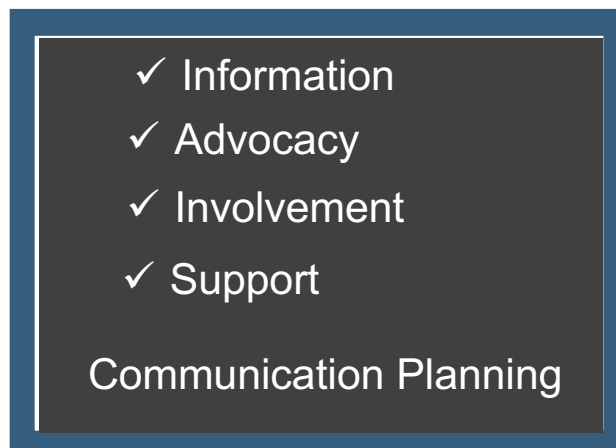 ✓ Information
✓ Advocacy
✓ Involvement
✓ Support
Communication Planning